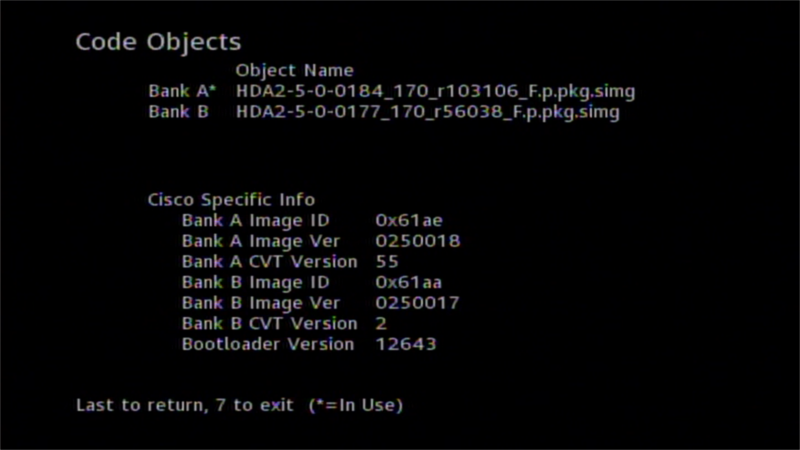 Code Objects
Object Name
Bank A* HDA2-5-0-0184_170_r103106_F.p.pkg.simg
Bank B HDA2-5-0-0177_170_r56038_F.p.pkg.simg
Cisco Specific Info
Bank A Image ID 0x61ae
Bank A Image Ver 0250018
Bank A CVT Version 55
Bank B Image ID 0x61aa
Bank B Image Ver 0250017
Bank B CVT Version 2
Bootloader Version 12643
Last to return, 7 to exit (*=In Use)